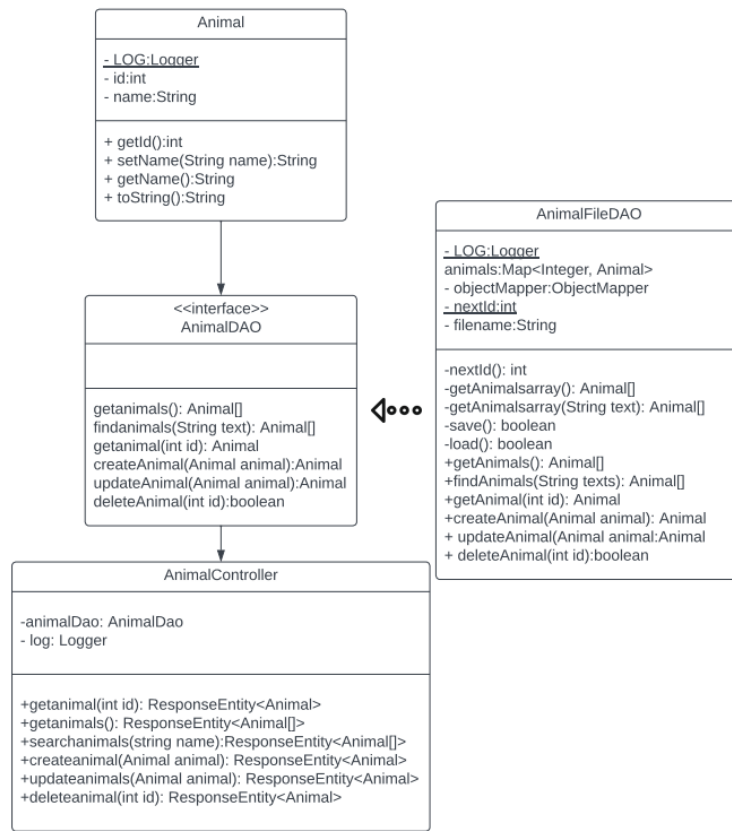 Animal
- LOG:Logger
- id:int
- name:String
+ getId():int
+ setName(String name):String
+ getName():String
+ toString():String
<<interface>>
AnimalDAO
getanimals(): Animal[]
findanimals(String text): Animal[]
getanimal(int id): Animal
createAnimal(Animal animal):Animal
updateAnimal(Animal animal):Animal
deleteAnimal(int id):boolean
AnimalFileDAO
- LOG:Logger
animals:Map<Integer, Animal>
- objectMapper:ObjectMapper
- nextId:int
- filename:String
-nextId(): int
-getAnimalsarray(): Animal[]
-getAnimalsarray(String text): Animal[]
-save(): boolean
-load(): boolean
+getAnimals(): Animal[]
+findAnimals(String texts): Animal[]
+getAnimal(int id): Animal
+createAnimal(Animal animal): Animal
+ updateAnimal(Animal animal:Animal
+ deleteAnimal(int id):boolean
AnimalController
-animalDao: AnimalDao
- log: Logger
+getanimal(int id): ResponseEntity<Animal>
+getanimals(): ResponseEntity<Animal[]>
+searchanimals(string name):ResponseEntity<Animal[]>
+createanimal(Animal animal): ResponseEntity<Animal>
+updateanimals(Animal animal): ResponseEntity<Animal>
+deleteanimal(int id): ResponseEntity<Animal>